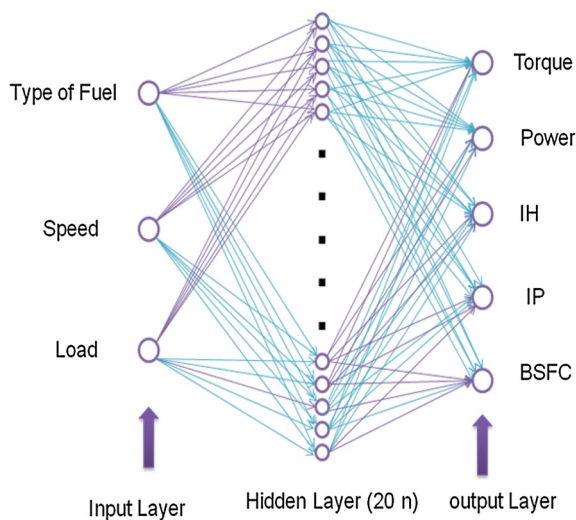 Type of Fuel
Speed
Load
Torque
Power
IH
IP
BSFC
Input Layer
Hidden Layer (20 n)
output Layer